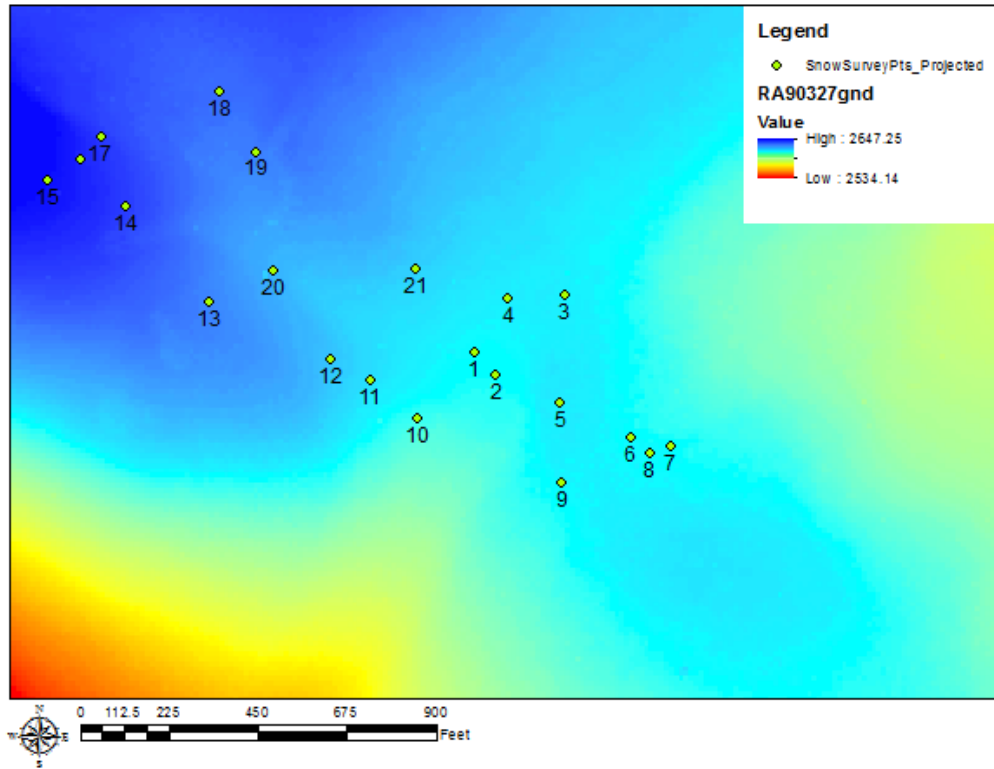 Legend
SnowSurveyPts_Projected
RA90327gnd
Value
High : 2647.25
Low : 2534.14
18
17
19
15
14
20
21
13
4
3
1
12
2
11
5
10
6
8
7
9
N
W
E
S
0 112.5 225 450 675 900
Feet